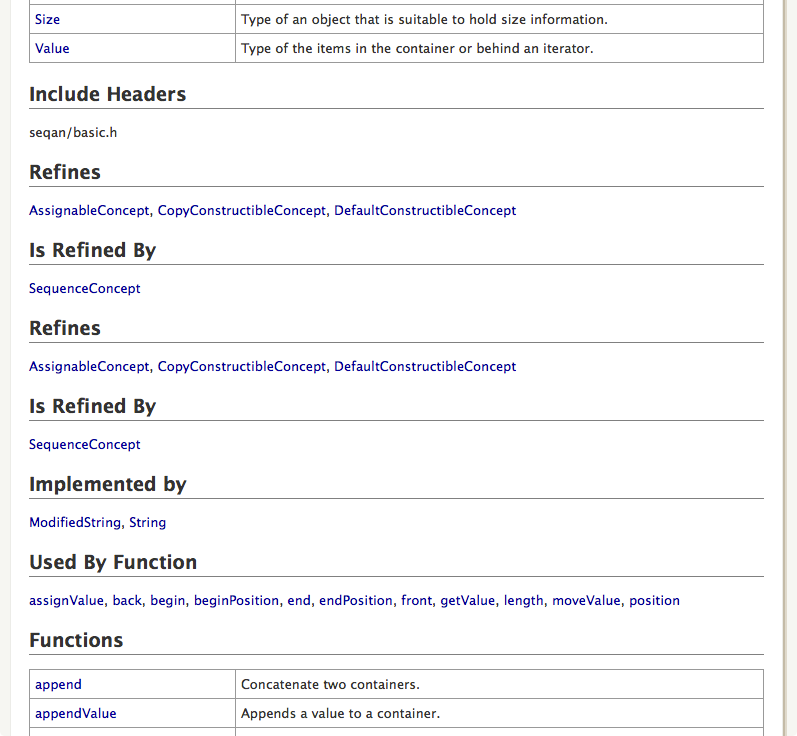 Size Type of an object that is suitable to hold size information.
Value Type of the items in the container or behind an iterator.
Include Headers
seqan/basic.h
Refines
AssignableConcept, CopyConstructibleConcept, DefaultConstructibleConcept
Is Refined By
SequenceConcept
Refines
AssignableConcept, CopyConstructibleConcept, DefaultConstructibleConcept
Is Refined By
SequenceConcept
Implemented by
ModifiedString, String
Used By Function
assignValue, back, begin, beginPosition, end, endPosition, front, getValue, length, moveValue, position
Functions
append Concatenate two containers.
appendValue Appends a value to a container.